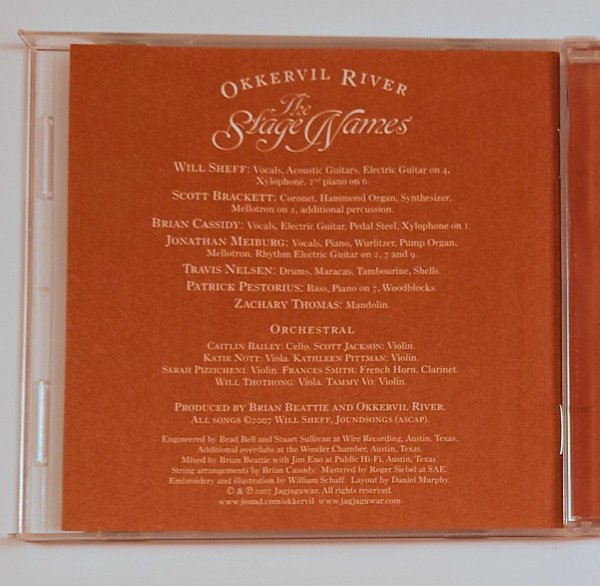 OKKERVIL RIVER
The
Stage Names
WILL SHEFF: Vocals, Acoustic Guitars, Electric Guitar on 4,
Xylophone, 2nd piano on 6.
SCOTT BRACKETT: Coronet, Hammond Organ, Synthesizer,
Mellotron on 2, additional percussion.
BRIAN CASSIDY: Vocals, Electric Guitar, Pedal Steel, Xylophone on 1.
JONATHAN MEIBURG: Vocals, Piano, Wurlitzer, Pump Organ,
Mellotron, Rhythm Electric Guitar on 2, 7 and 9.
TRAVIS NELSEN: Drums, Maracas, Tambourine, Shells.
PATRICK PESTORIUS: Bass, Piano on 7, Woodblocks.
ZACHARY THOMAS: Mandolin.
ORCHESTRAL
CAITLIN BAILEY: Cello. SCOTT JACKSON: Violin.
KATIE NOTT: Viola. KATHLEEN PITTMAN: Violin.
SARAH PIZZICHENI: Violin. FRANCES SMITH: French Horn, Clarinet.
WILL THOTHONG: Viola. TAMMY VO: Violin.
PRODUCED BY BRIAN BEATTIE AND OKKERVIL RIVER.
ALL SONGS ©2007 WILL SHEFF, JOUNDSONGS (ASCAP).
Engineered by Brad Bell and Stuart Sullivan at Wire Recording, Austin, Texas.
Additional overdubs at the Wonder Chamber, Austin, Texas.
Mixed by Brian Beattie with Jim Eno at Public Hi-Fi, Austin, Texas.
String arrangements by Brian Cassidy. Mastered by Roger Siebel at SAE.
Embroidery and illustration by William Schaff. Layout by Daniel Murphy.
© & ℗ 2007 Jagjaguwar. All rights reserved.
www.jound.com/okkervil www.jagjaguwar.com